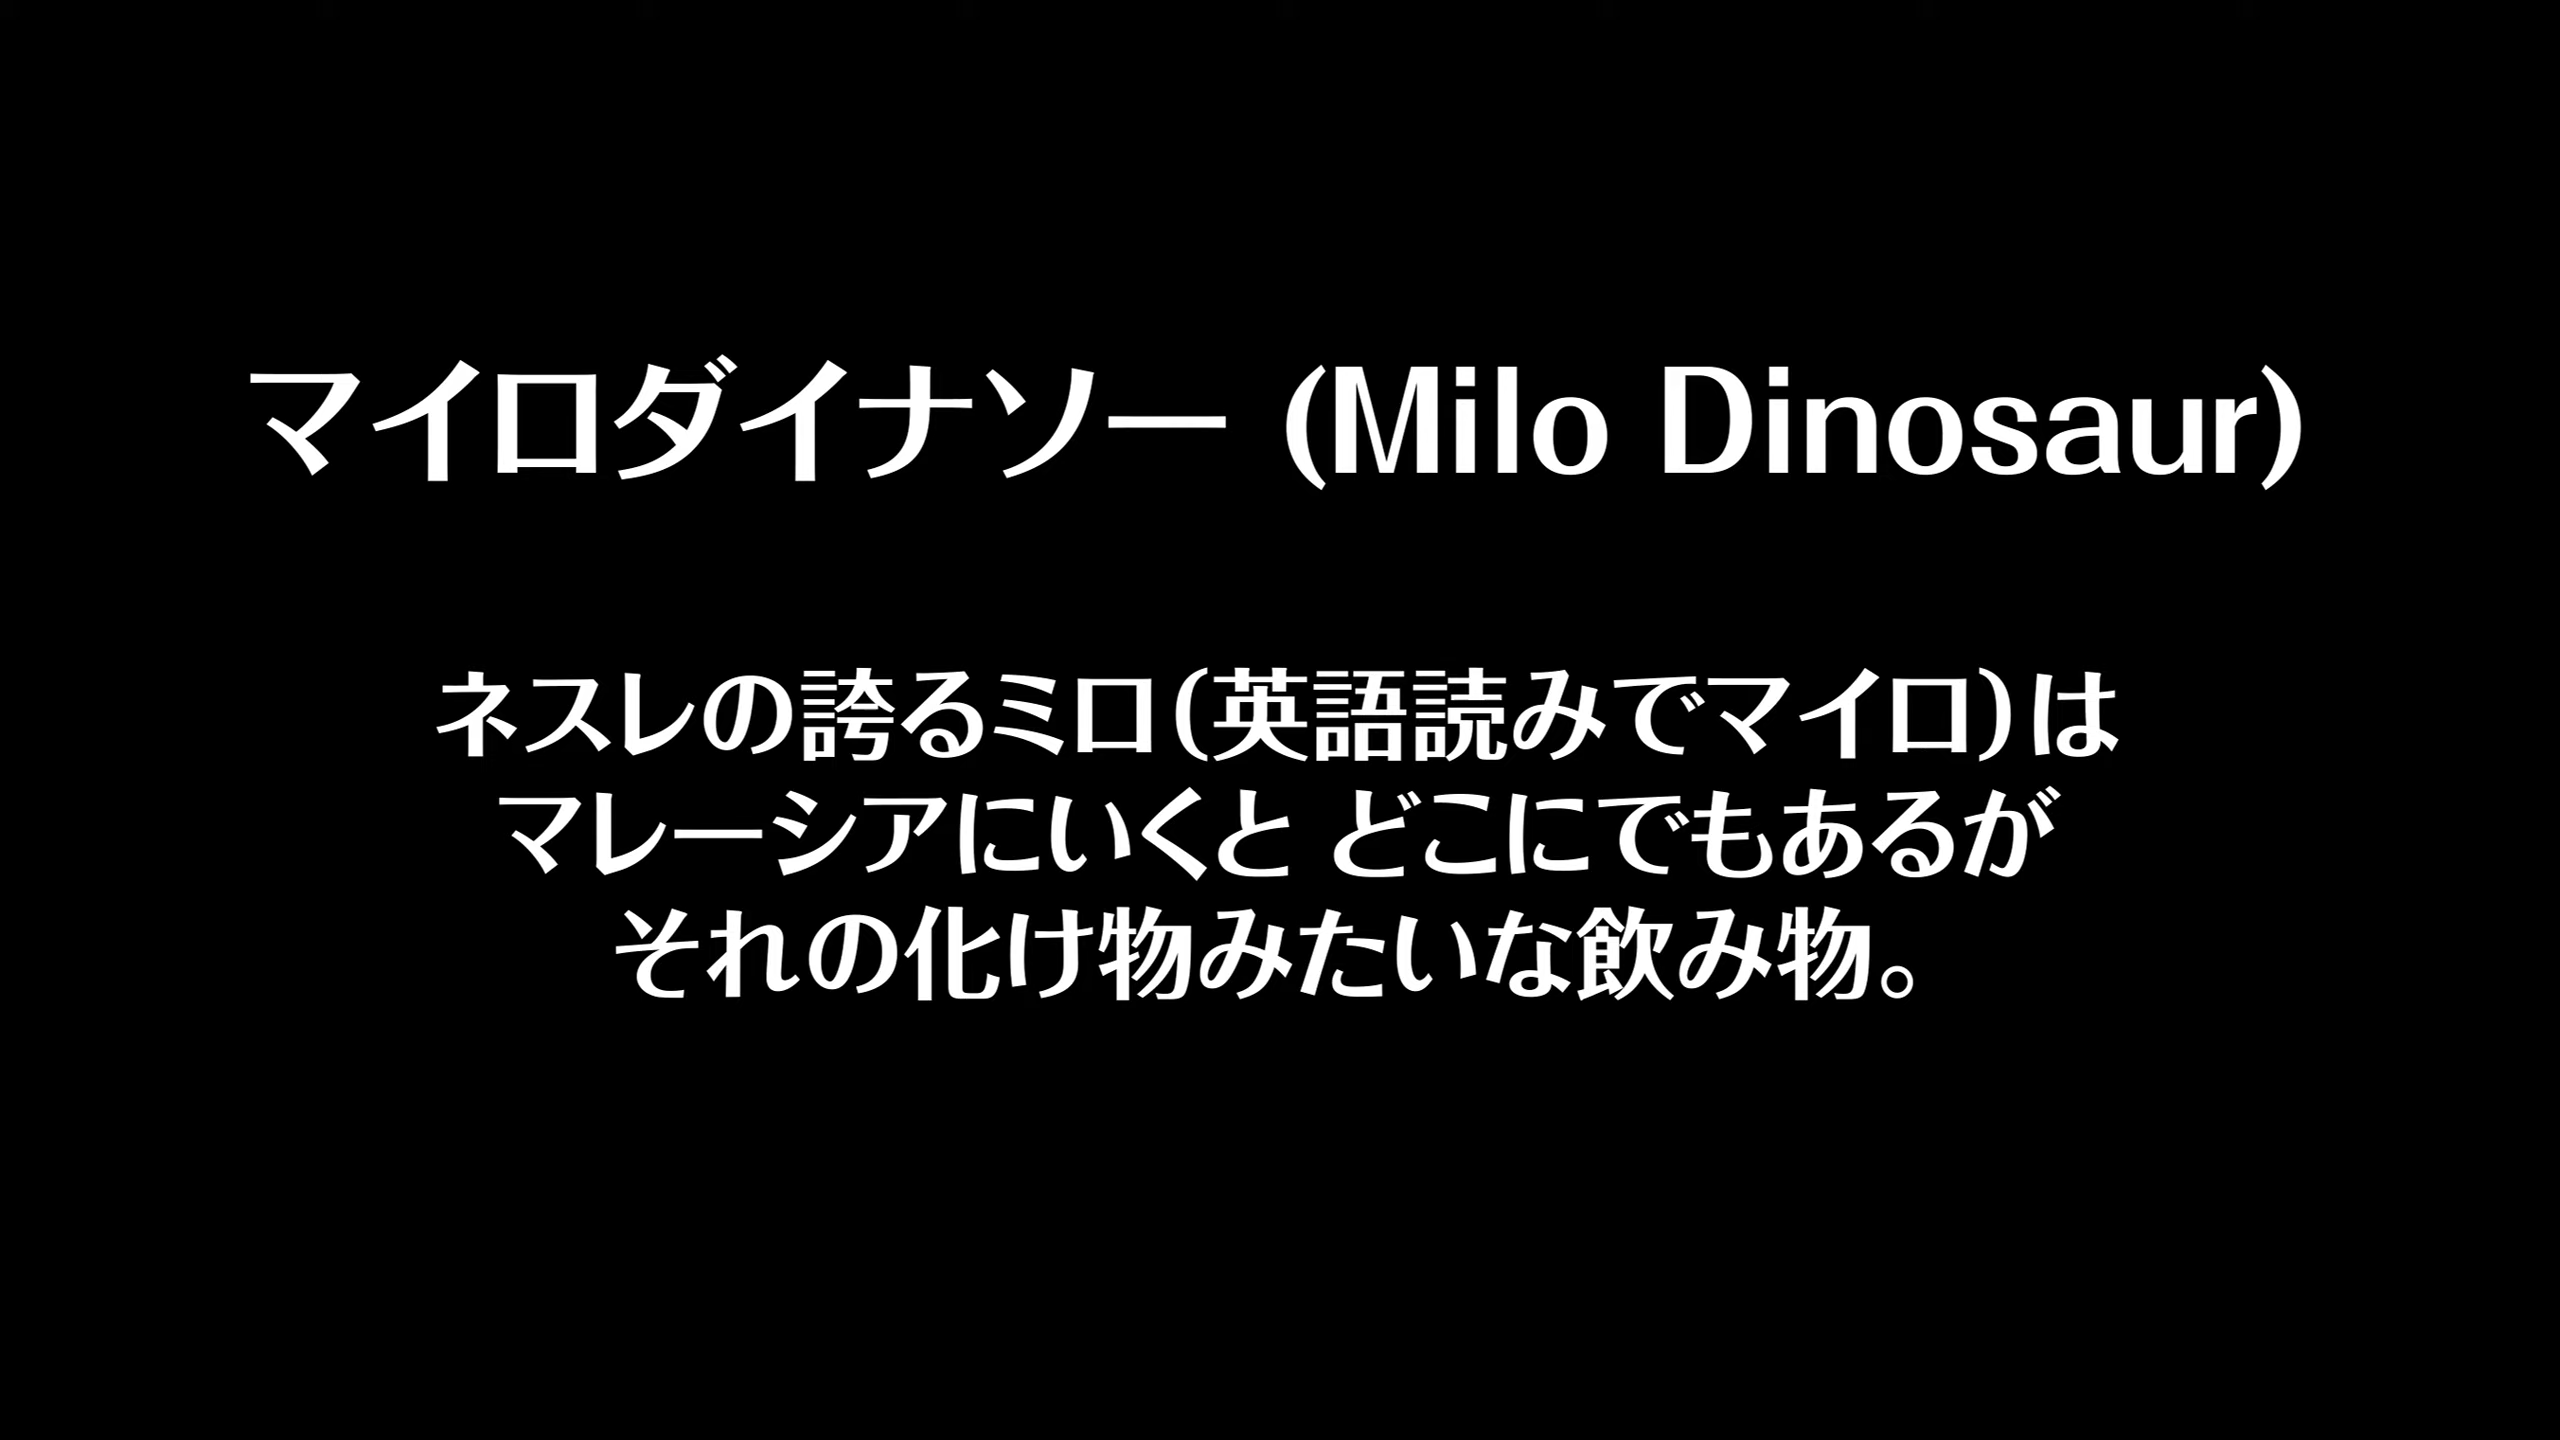 マイロダイナソー (Milo Dinosaur)
ネスレの誇るミロ(英語読みでマイロ)は
マレーシアにいくと どこにでもあるが
それの化け物みたいな飲み物。